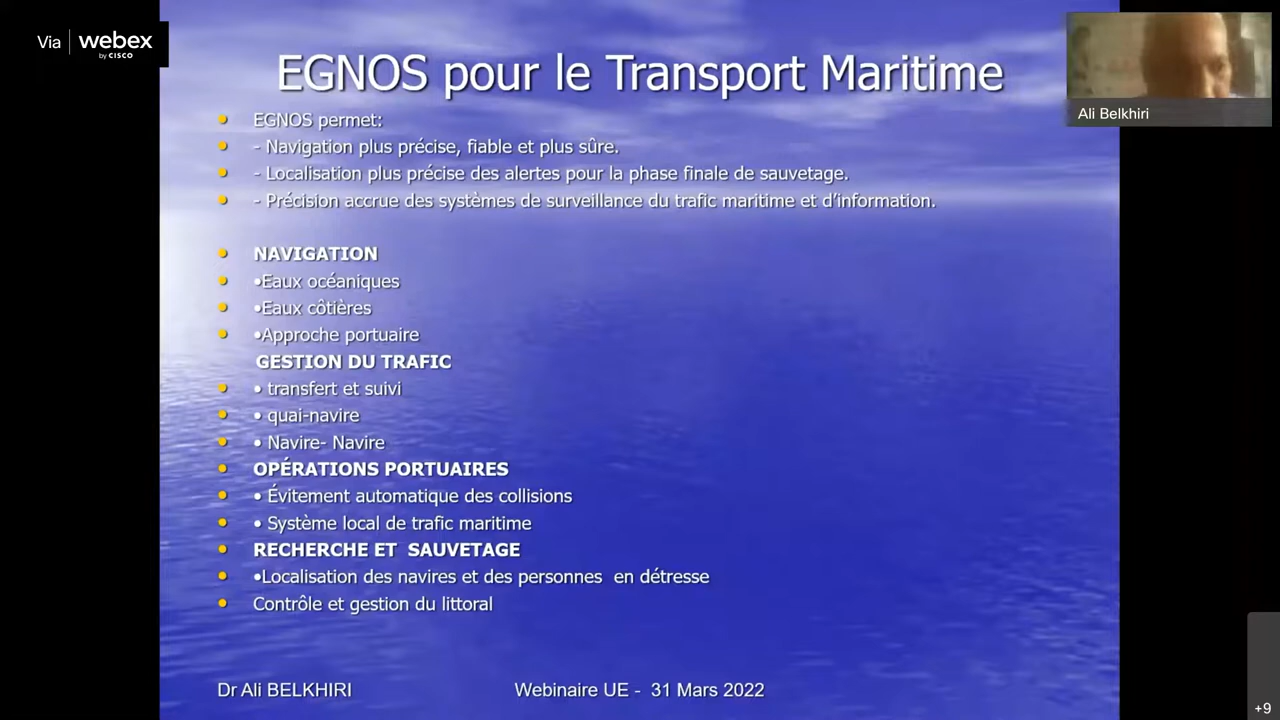 Via webex
by CISCO
EGNOS pour le Transport Maritime
Ali Belkhiri
EGNOS permet:
- Navigation plus précise, fiable et plus sûre.
- Localisation plus précise des alertes pour la phase finale de sauvetage.
- Précision accrue des systèmes de surveillance du trafic maritime et d'information.
NAVIGATION
•Eaux océaniques
•Eaux côtières
•Approche portuaire
GESTION DU TRAFIC
• transfert et suivi
• quai-navire
• Navire- Navire
OPÉRATIONS PORTUAIRES
• Évitement automatique des collisions
• Système local de trafic maritime
RECHERCHE ET SAUVETAGE
•Localisation des navires et des personnes en détresse
Contrôle et gestion du littoral
Dr Ali BELKHIRI
Webinaire UE - 31 Mars 2022
+9